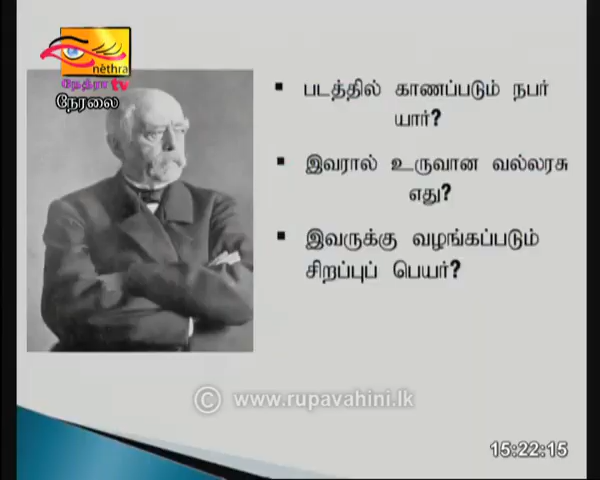 nēthra
நேத்ரா tv
நேரலை
▪ படத்தில் காணப்படும் நபர்
யார்?
▪ இவரால் உருவான வல்லரசு
எது?
▪ இவருக்கு வழங்கப்படும்
சிறப்புப் பெயர்?
© www.rupavahini.lk
15:22:15